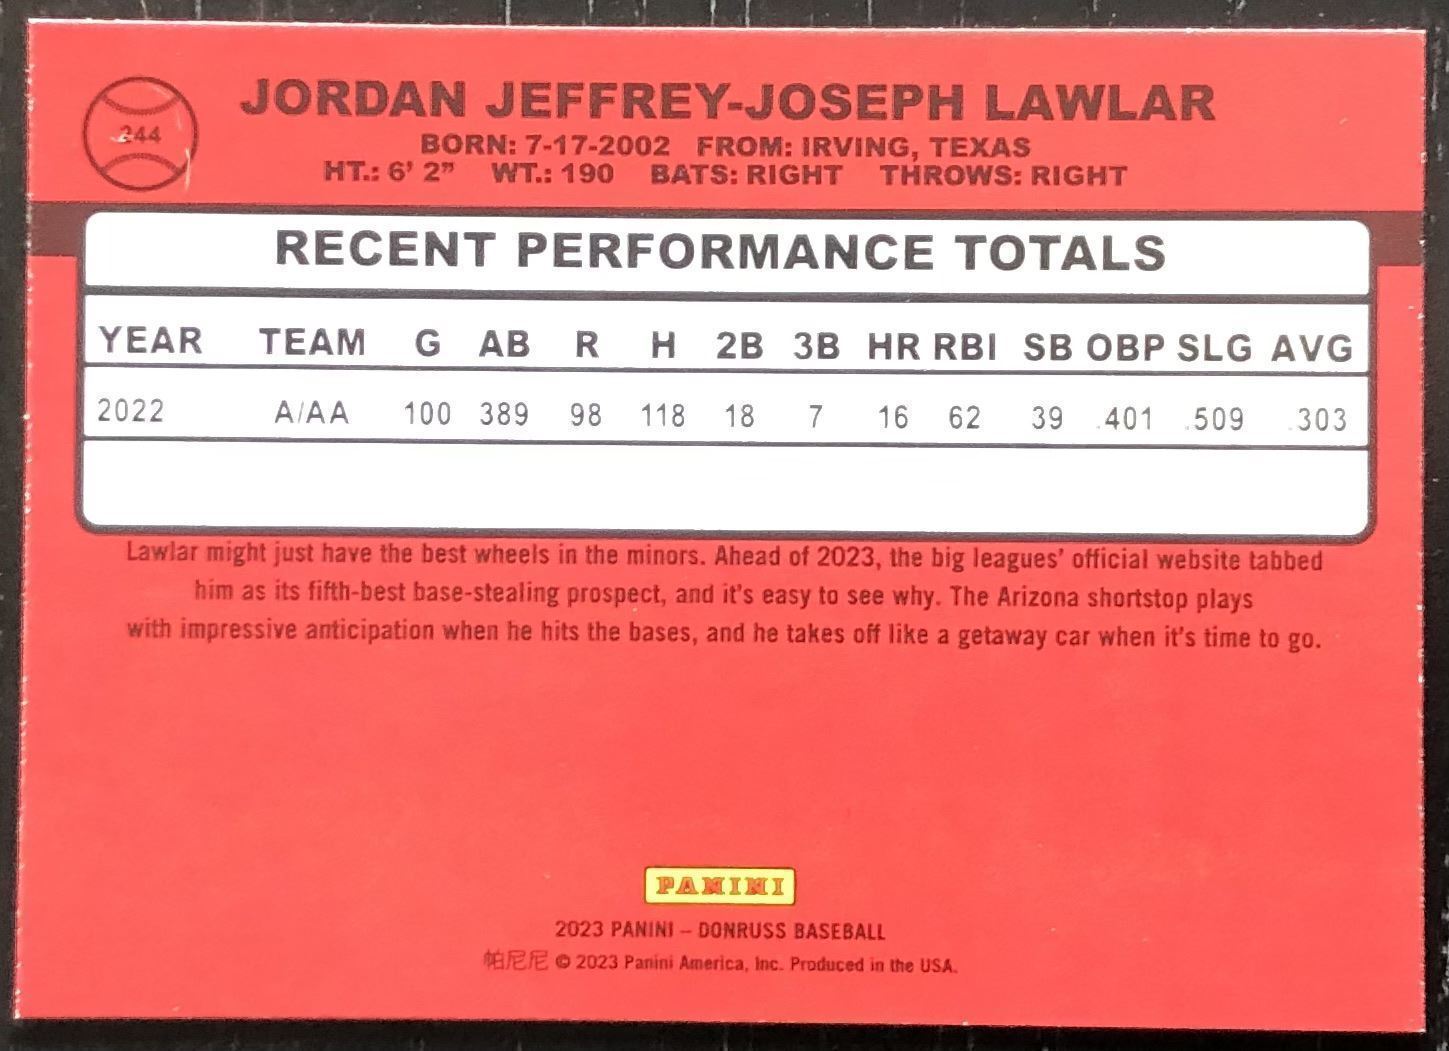 244
JORDAN JEFFREY-JOSEPH LAWLAR
BORN: 7-17-2002 FROM: IRVING, TEXAS
HT.: 6' 2” WT.: 190 BATS: RIGHT THROWS: RIGHT
RECENT PERFORMANCE TOTALS
YEAR TEAM G AB R H 2B 3B HR RBI SB OBP SLG AVG
2022 A/AA 100 389 98 118 18 7 16 62 39 .401 .509 .303
Lawlar might just have the best wheels in the minors. Ahead of 2023, the big leagues' official website tabbed
him as its fifth-best base-stealing prospect, and it's easy to see why. The Arizona shortstop plays
with impressive anticipation when he hits the bases, and he takes off like a getaway car when it's time to go.
PANINI
2023 PANINI – DONRUSS BASEBALL
帕尼尼 © 2023 Panini America, Inc. Produced in the USA.